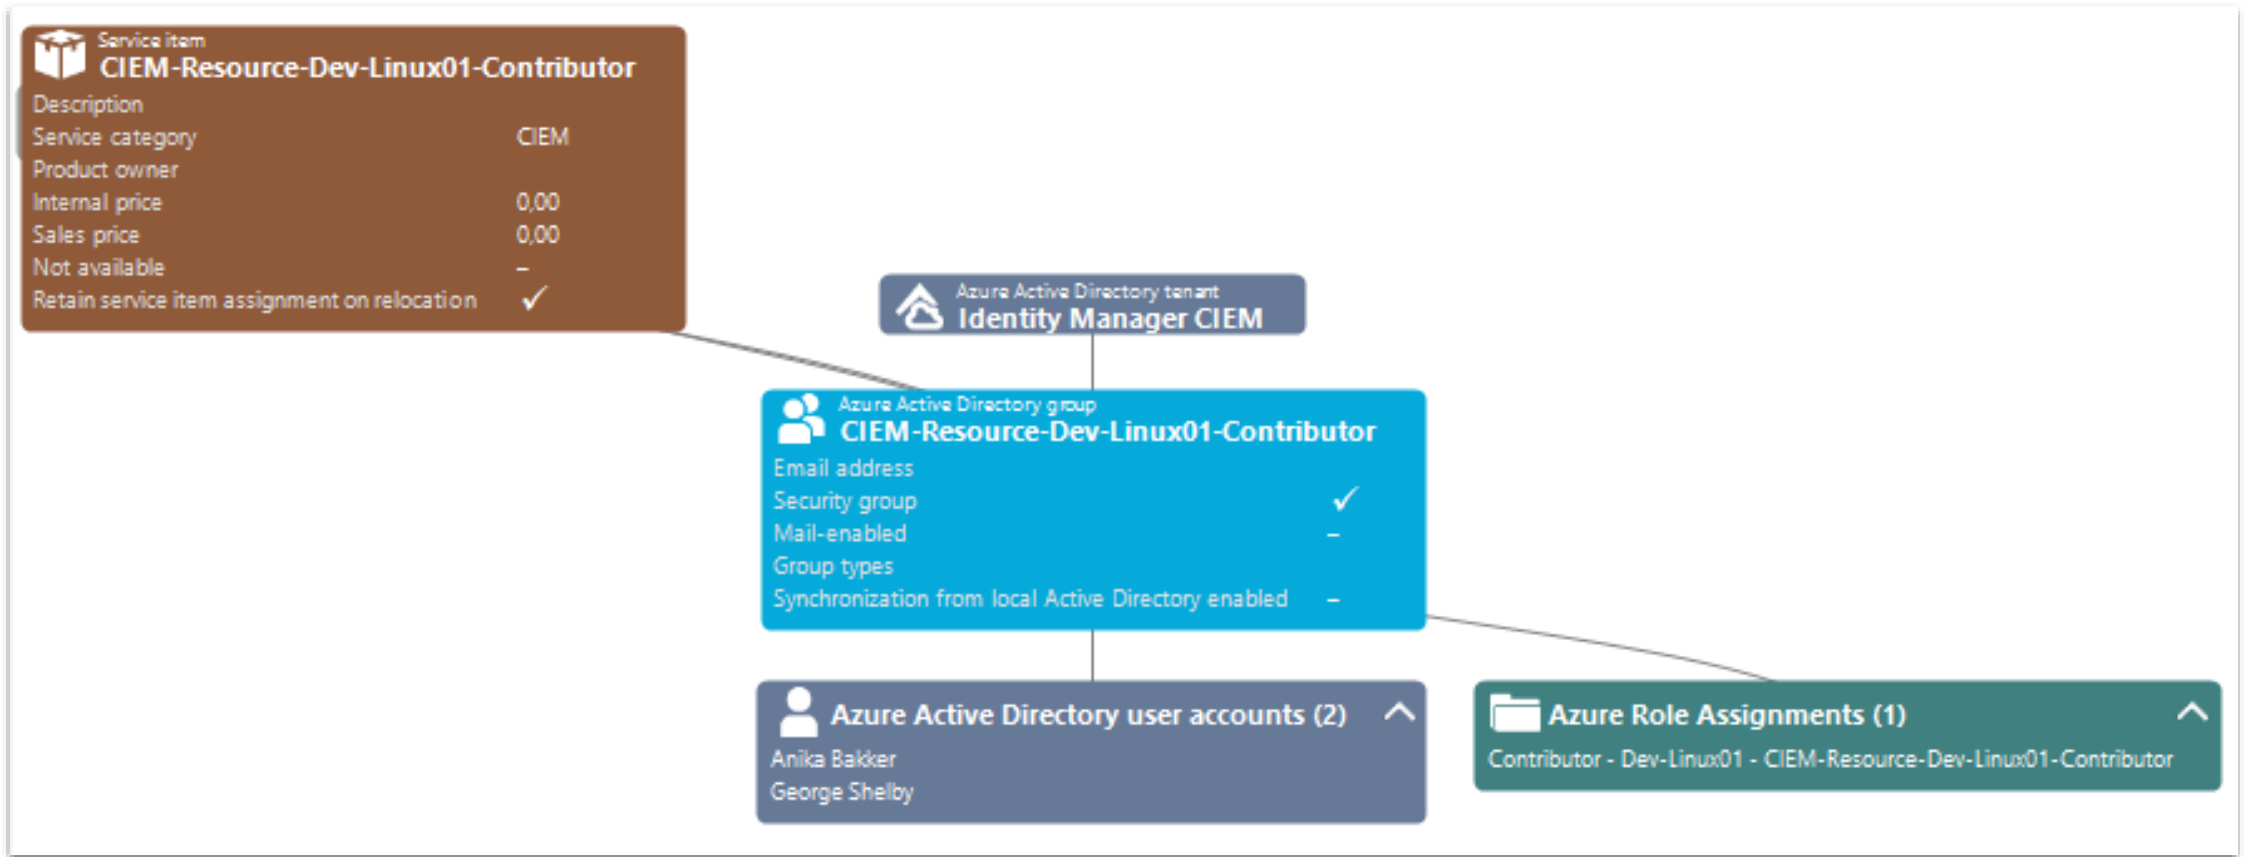 Service item
CIEM-Resource-Dev-Linux01-Contributor
Description
Service category CIEM
Product owner
Internal price 0,00
Sales price 0,00
Not available –
Retain service item assignment on relocation ✓
Azure Active Directory tenant
Identity Manager CIEM
Azure Active Directory group
CIEM-Resource-Dev-Linux01-Contributor
Email address
Security group ✓
Mail-enabled –
Group types
Synchronization from local Active Directory enabled –
Azure Active Directory user accounts (2)
Anika Bakker
George Shelby
Azure Role Assignments (1)
Contributor - Dev-Linux01 - CIEM-Resource-Dev-Linux01-Contributor